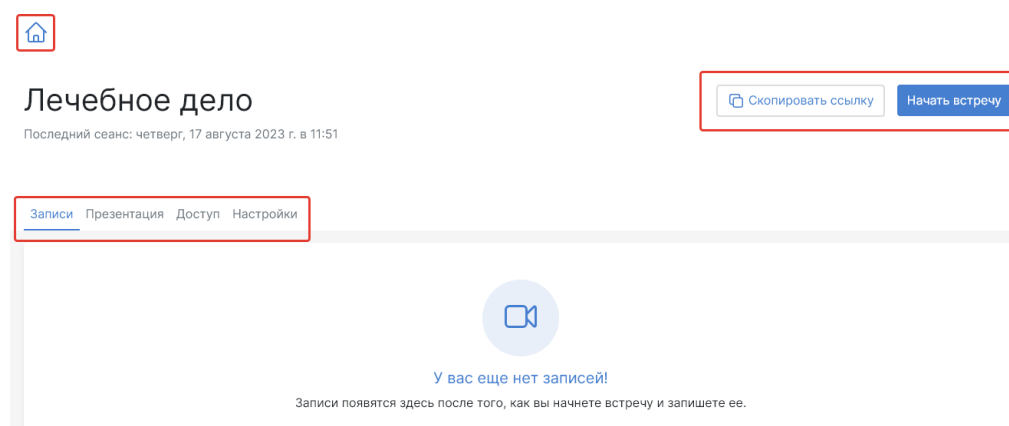 Лечебное дело
Последний сеанс: четверг, 17 августа 2023 г. в 11:51
Скопировать ссылку
Начать встречу
Записи Презентация Доступ Настройки
У вас еще нет записей!
Записи появятся здесь после того, как вы начнете встречу и запишете ее.